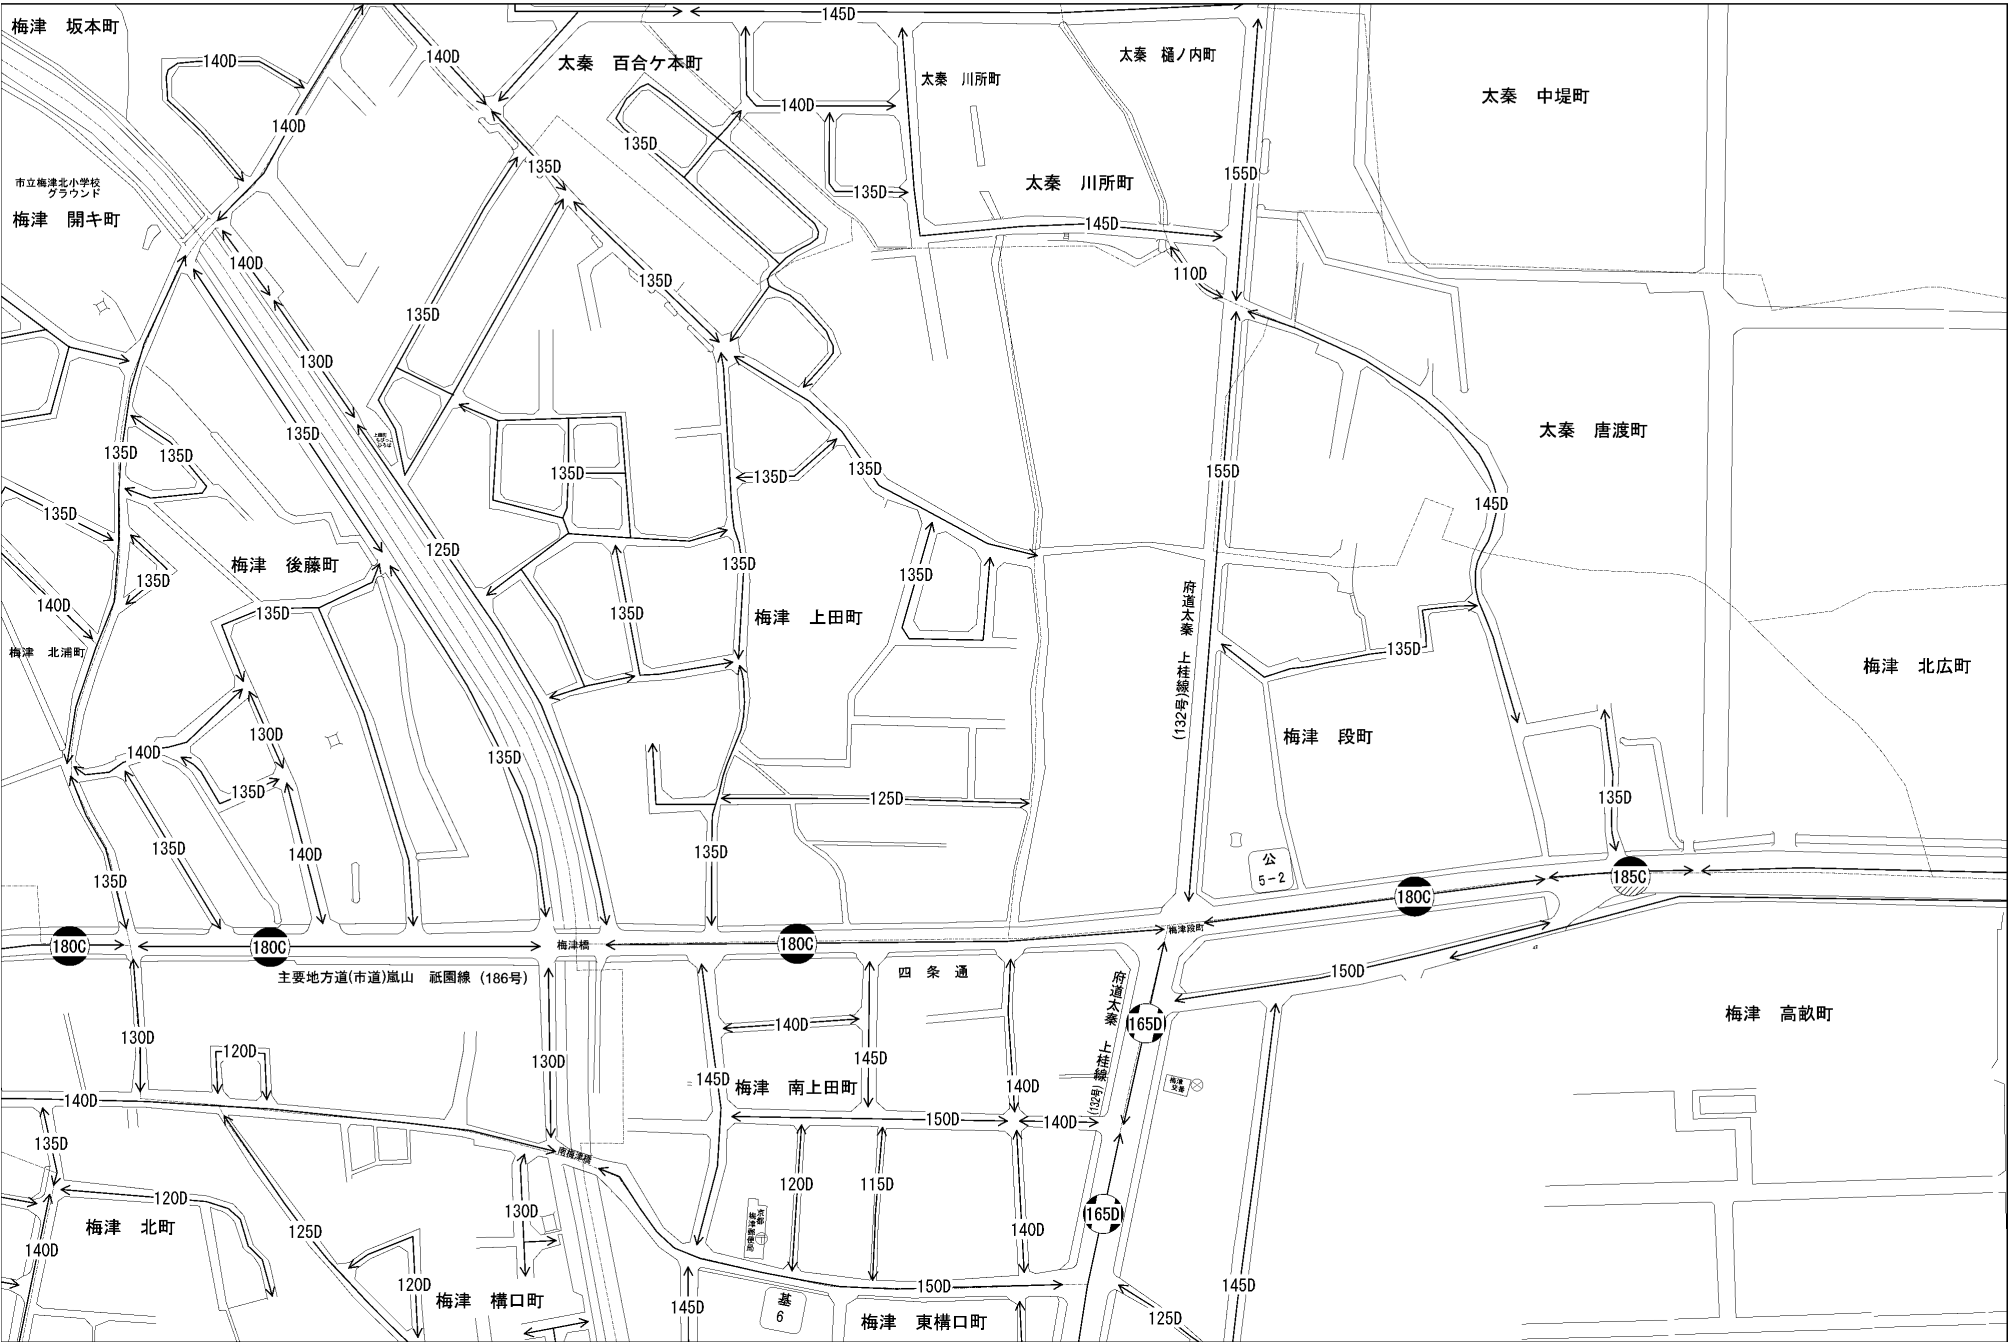 梅津　坂本町
145D
140D
140D
太秦　百合ケ本町
太秦　樋ノ内町
太秦　川所町
太秦　中堤町
140D
140D
135D
135D
155D
市立梅津北小学校
グラウンド
太秦　川所町
135D
梅津　開キ町
145D
140D
110D
135D
135D
130D
135D
太秦　唐渡町
135D
135D
135D
135D
135D
155D
135D
145D
135D
125D
135D
梅津　後藤町
135D
135D
140D
135D
135D
梅津　上田町
府道太秦　上桂線
(132号)
梅津　北浦町
135D
梅津　北広町
130D
梅津　段町
140D
135D
135D
125D
135D
135D
140D
135D
135D
公
5-2
185C
180C
梅津段町
180C
180C
180C
梅津橋
主要地方道(市道)嵐山　祇園線 (186号)
四　条　通
150D
府道太秦　上桂線
(132号)
梅津　高畝町
140D
165D
130D
120D
130D
145D
145D
梅津　南上田町
140D
梅津
交番
140D
150D
140D
135D
南梅津橋
120D
120D
115D
165D
梅津　北町
130D
京都
梅津郵便局
125D
140D
140D
120D
150D
145D
梅津　構口町
145D
基
6
梅津　東構口町
125D